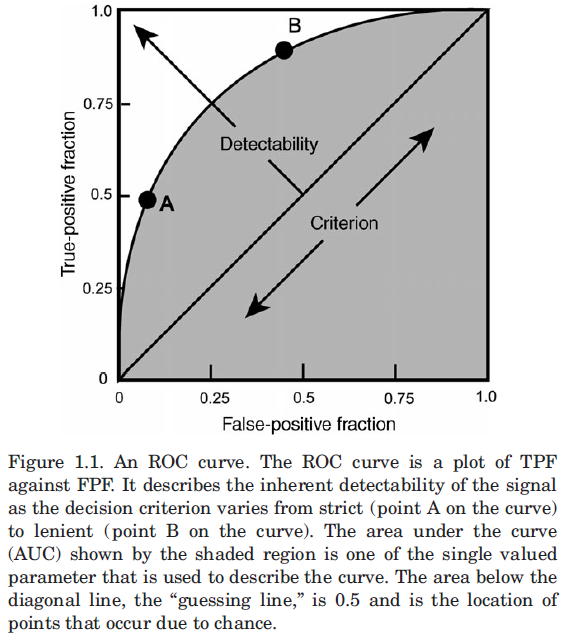 1.0
B
0.75
Detectability
True-positive fraction
0.5
A
Criterion
0.25
0
0
0.25
0.5
0.75
1.0
False-positive fraction
Figure 1.1. An ROC curve. The ROC curve is a plot of TPF
against FPF. It describes the inherent detectability of the signal
as the decision criterion varies from strict (point A on the curve)
to lenient (point B on the curve). The area under the curve
(AUC) shown by the shaded region is one of the single valued
parameter that is used to describe the curve. The area below the
diagonal line, the “guessing line,” is 0.5 and is the location of
points that occur due to chance.